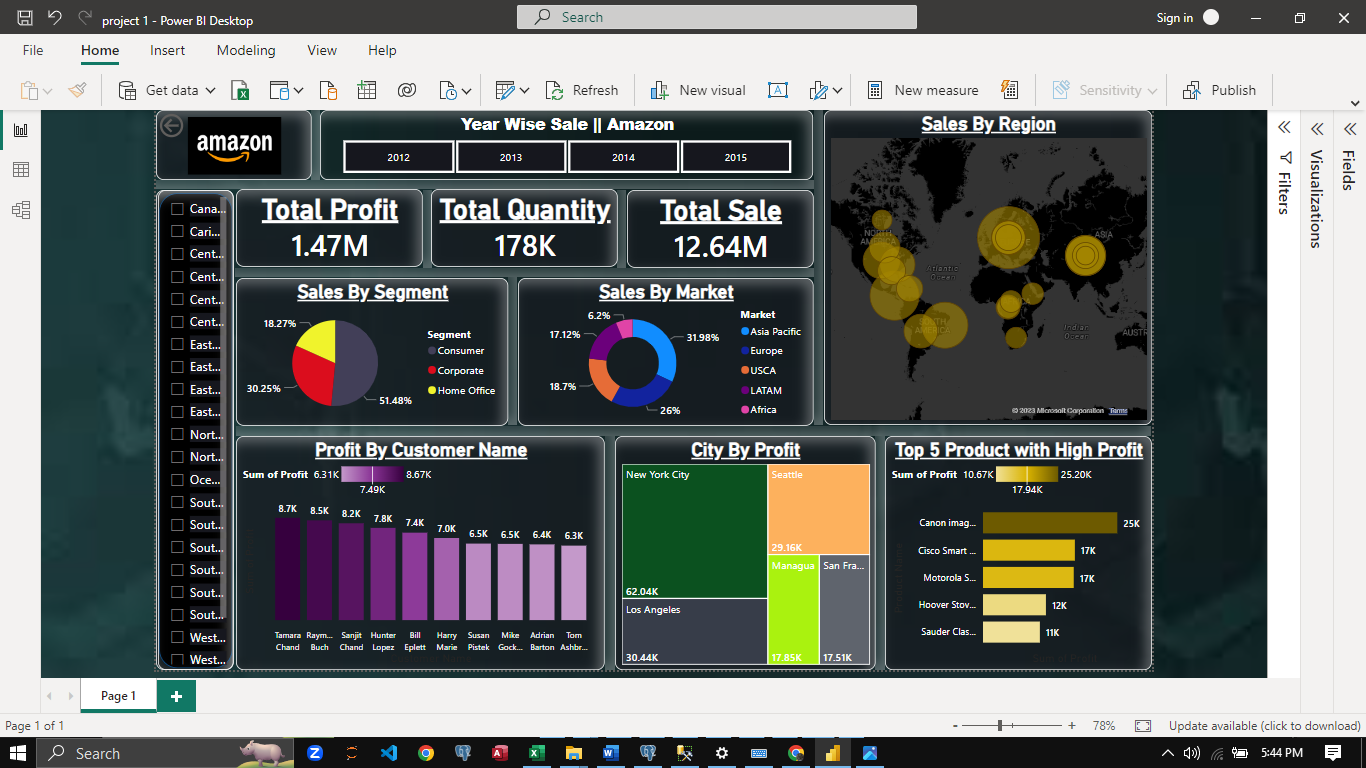 project 1 - Power BI Desktop
Search
Sign in
File
Home
Insert
Modeling
View
Help
Get data
Refresh
New visual
New measure
Sensitivity
Publish
amazon
Year Wise Sale || Amazon
2012
2013
2014
2015
Sales By Region
NORTH
AMERICA
Atlantic
Ocean
ASIA
SOUTH
AMERICA
Indian
Ocean
AUSTR
© 2023 Microsoft Corporation Terms
Cana...
Cari...
Cent...
Cent...
Cent...
Cent...
East...
East...
East...
East...
Nort...
Nort...
Oce...
Sout...
Sout...
Sout...
Sout...
Sout...
Sout...
West...
West...
Total Profit
1.47M
Total Quantity
178K
Total Sale
12.64M
Sales By Segment
18.27%
30.25%
51.48%
Segment
Consumer
Corporate
Home Office
Sales By Market
6.2%
17.12%
18.7%
31.98%
26%
Market
Asia Pacific
Europe
USCA
LATAM
Africa
Profit By Customer Name
Sum of Profit 6.31K 8.67K
7.49K
8.7K 8.5K 8.2K 7.8K 7.4K 7.0K 6.5K 6.5K 6.4K 6.3K
Tamara Raym... Sanjit Hunter Bill Harry Susan Mike Adrian Tom
Chand Buch Chand Lopez Eplett Marie Pistek Gock... Barton Ashbr...
City By Profit
New York City
62.04K
Los Angeles
30.44K
Seattle
29.16K
Managua
17.85K
San Fra...
17.51K
Top 5 Product with High Profit
Sum of Profit 10.67K 25.20K
17.94K
Canon imag... 25K
Cisco Smart ... 17K
Motorola S... 17K
Hoover Stov... 12K
Sauder Clas... 11K
Filters
Visualizations
Fields
Page 1
Page 1 of 1
78%
Update available (click to download)
Search
5:44 PM